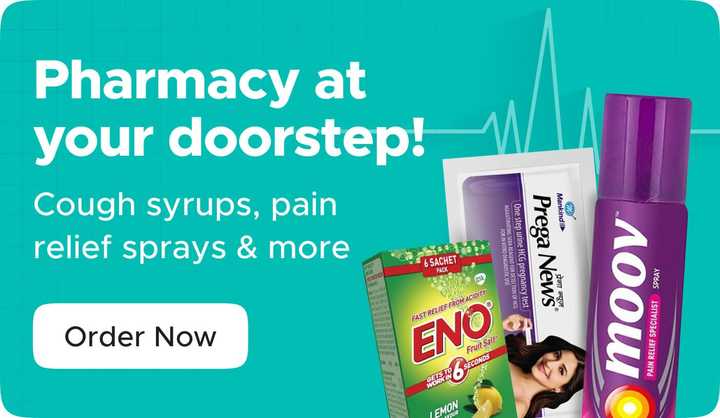 Pharmacy at
your doorstep!
Cough syrups, pain
relief sprays & more
Order Now
6 SACHET
PACK
FAST RELIEF FROM ACIDITY
ENO
Fruit Salt
GETS TO
WORK IN 6 SECONDS
LEMON
Mankind
Prega News
प्रेगा न्यूज़
One step urine HCG pregnancy test
moov
SPRAY
PAIN RELIEF SPECIALIST